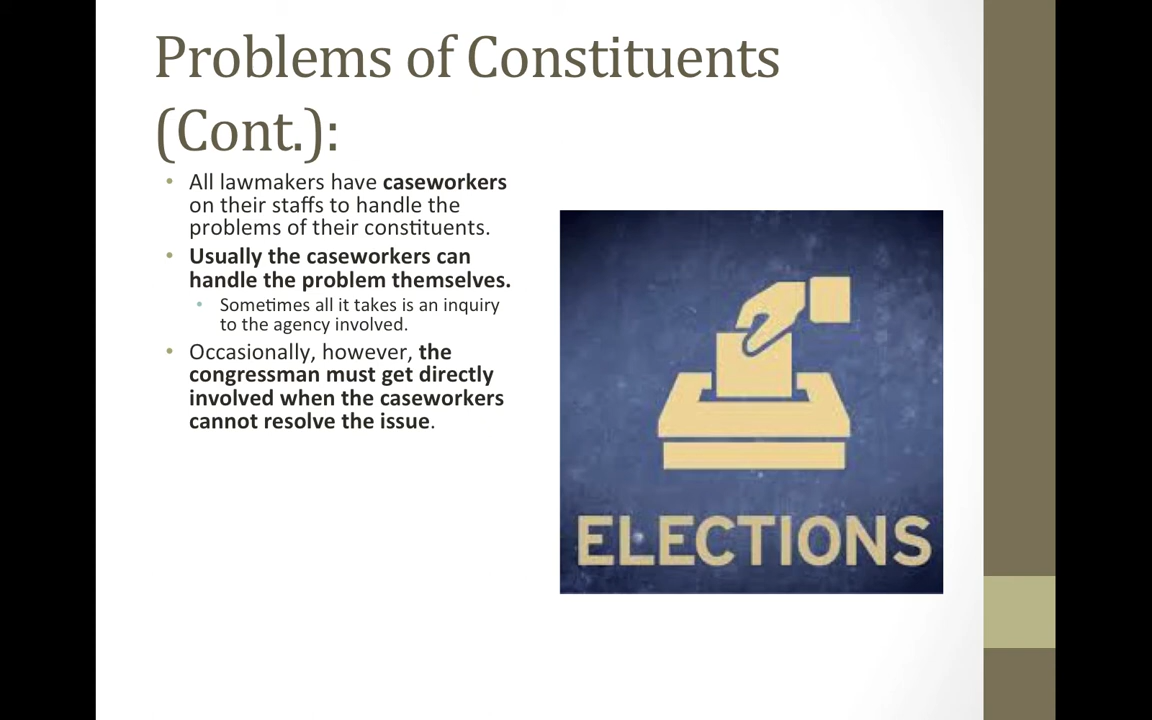 Problems of Constituents
(Cont.):
• All lawmakers have caseworkers
on their staffs to handle the
problems of their constituents.
• Usually the caseworkers can
handle the problem themselves.
• Sometimes all it takes is an inquiry
to the agency involved.
• Occasionally, however, the
congressman must get directly
involved when the caseworkers
cannot resolve the issue.
ELECTIONS